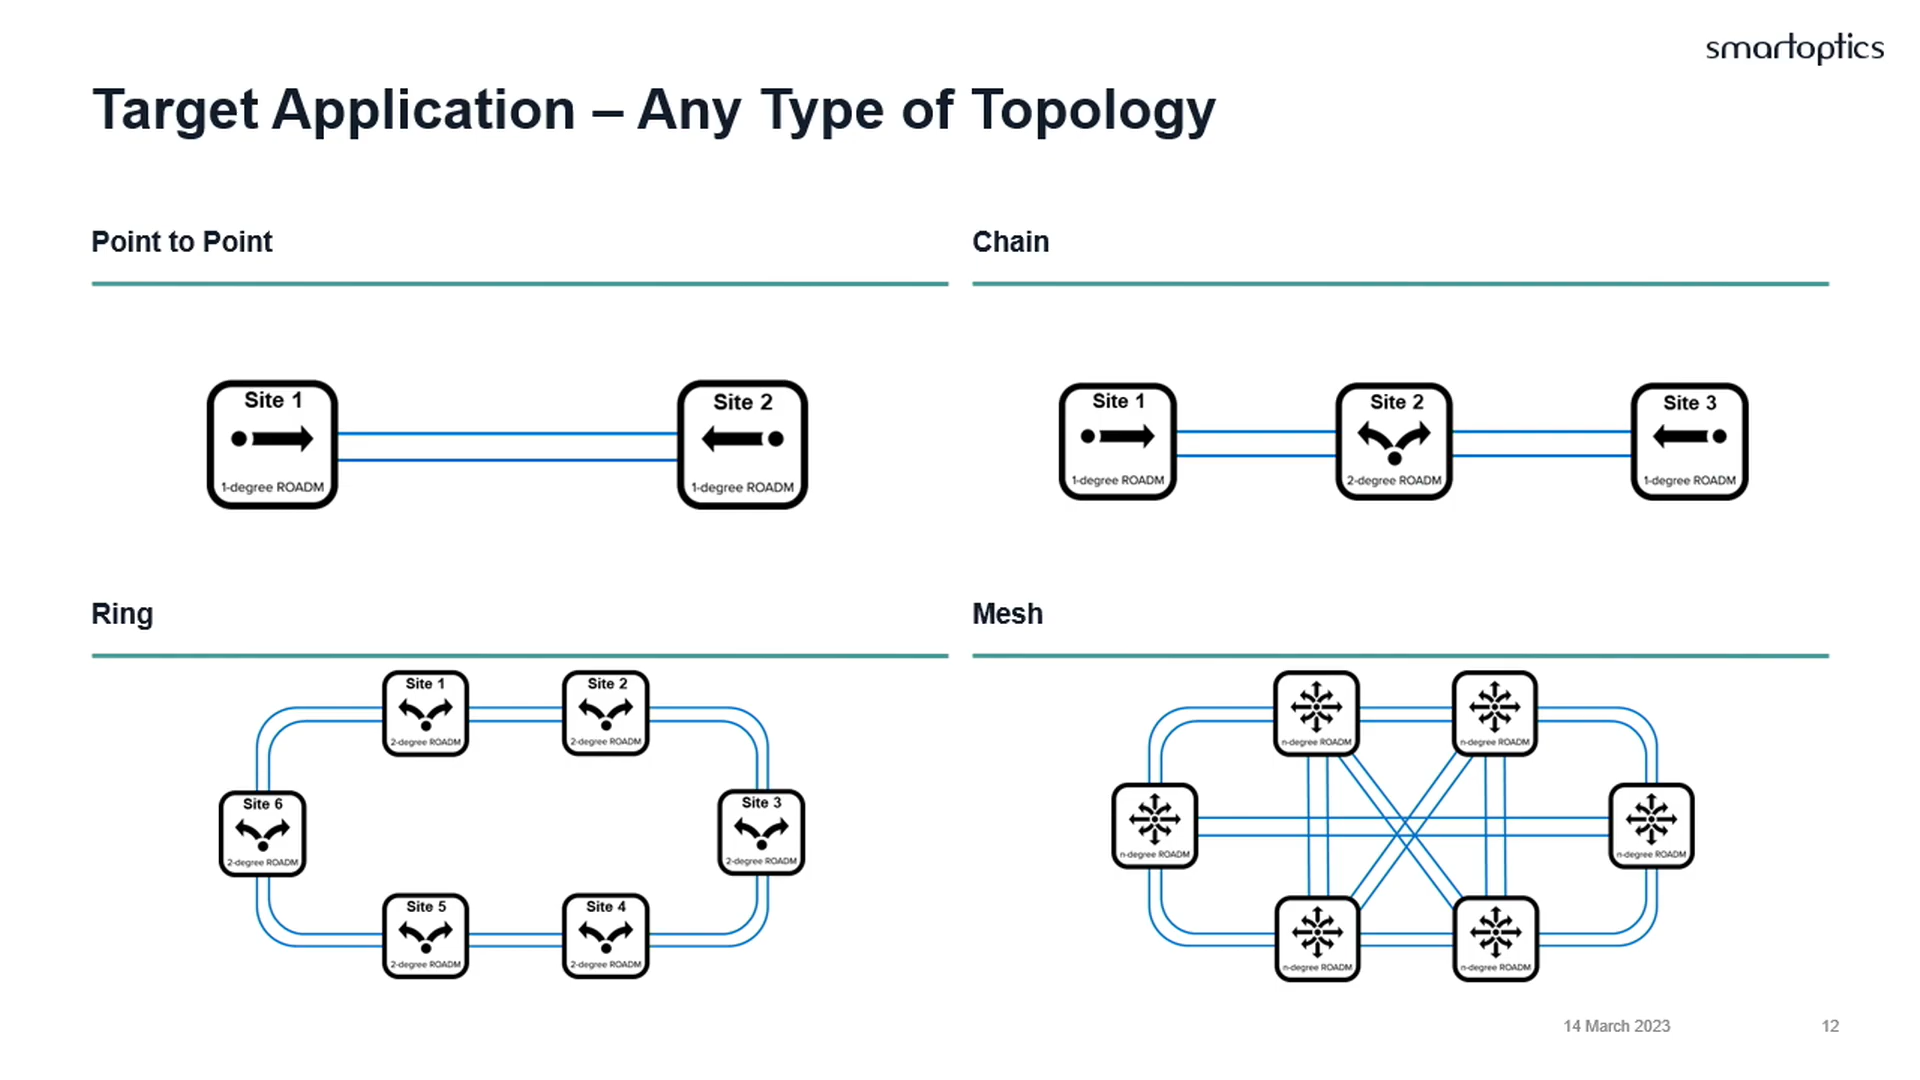 smartoptics
Target Application – Any Type of Topology
Point to Point
Site 1
1-degree ROADM
Site 2
1-degree ROADM
Chain
Site 1
1-degree ROADM
Site 2
2-degree ROADM
Site 3
1-degree ROADM
Ring
Site 1
2-degree ROADM
Site 2
2-degree ROADM
Site 6
2-degree ROADM
Site 3
2-degree ROADM
Site 5
2-degree ROADM
Site 4
2-degree ROADM
Mesh
n-degree ROADM
n-degree ROADM
n-degree ROADM
n-degree ROADM
n-degree ROADM
n-degree ROADM
14 March 2023
12